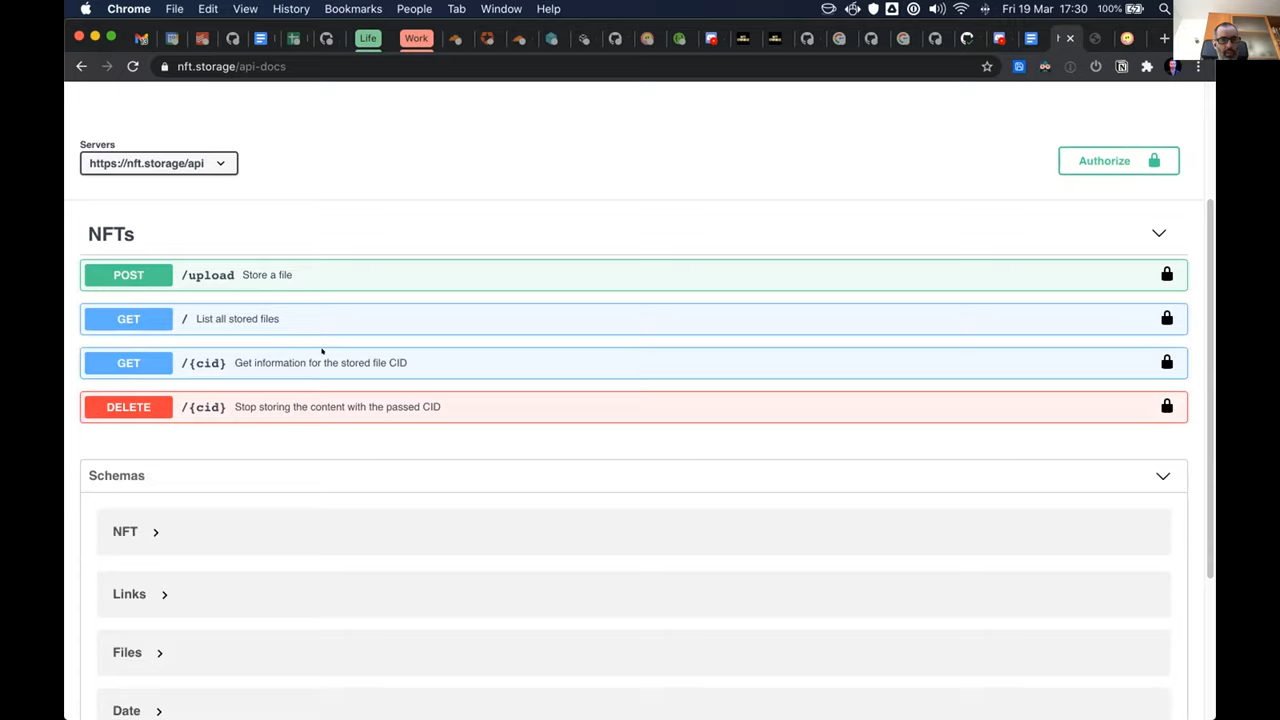 Chrome File Edit View History Bookmarks People Tab Window Help Fri 19 Mar 17:30 100%
Life Work
nft.storage/api-docs
Servers
https://nft.storage/api
Authorize
NFTs
POST /upload Store a file
GET / List all stored files
GET /{cid} Get information for the stored file CID
DELETE /{cid} Stop storing the content with the passed CID
Schemas
NFT
Links
Files
Date